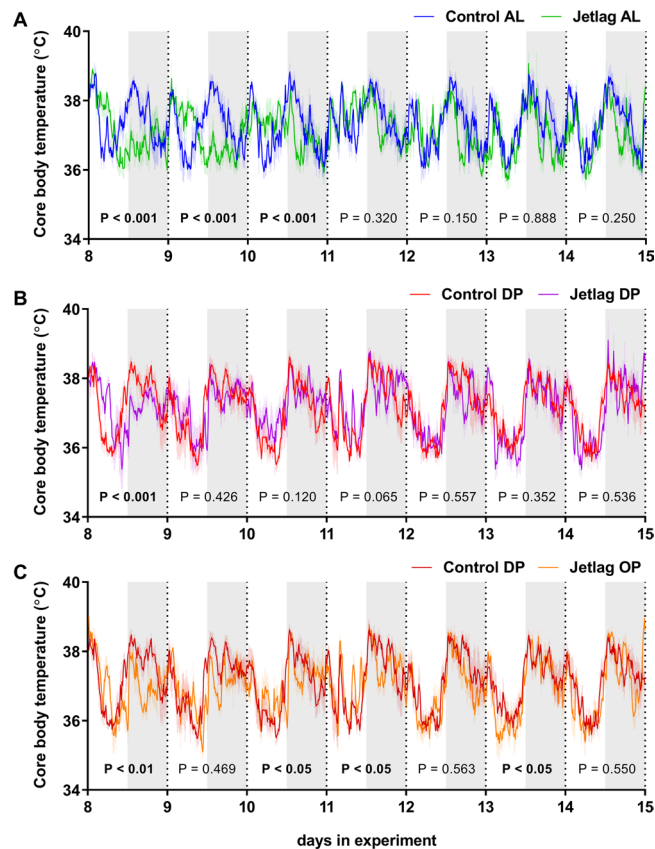 A
Control AL Jetlag AL
Core body temperature (°C)
40
38
36
34
P < 0.001 P < 0.001 P < 0.001 P = 0.320 P = 0.150 P = 0.888 P = 0.250
8 9 10 11 12 13 14 15
B
Control DP Jetlag DP
Core body temperature (°C)
40
38
36
34
P < 0.001 P = 0.426 P = 0.120 P = 0.065 P = 0.557 P = 0.352 P = 0.536
8 9 10 11 12 13 14 15
C
Control DP Jetlag OP
Core body temperature (°C)
40
38
36
34
P < 0.01 P = 0.469 P < 0.05 P < 0.05 P = 0.563 P < 0.05 P = 0.550
8 9 10 11 12 13 14 15
days in experiment